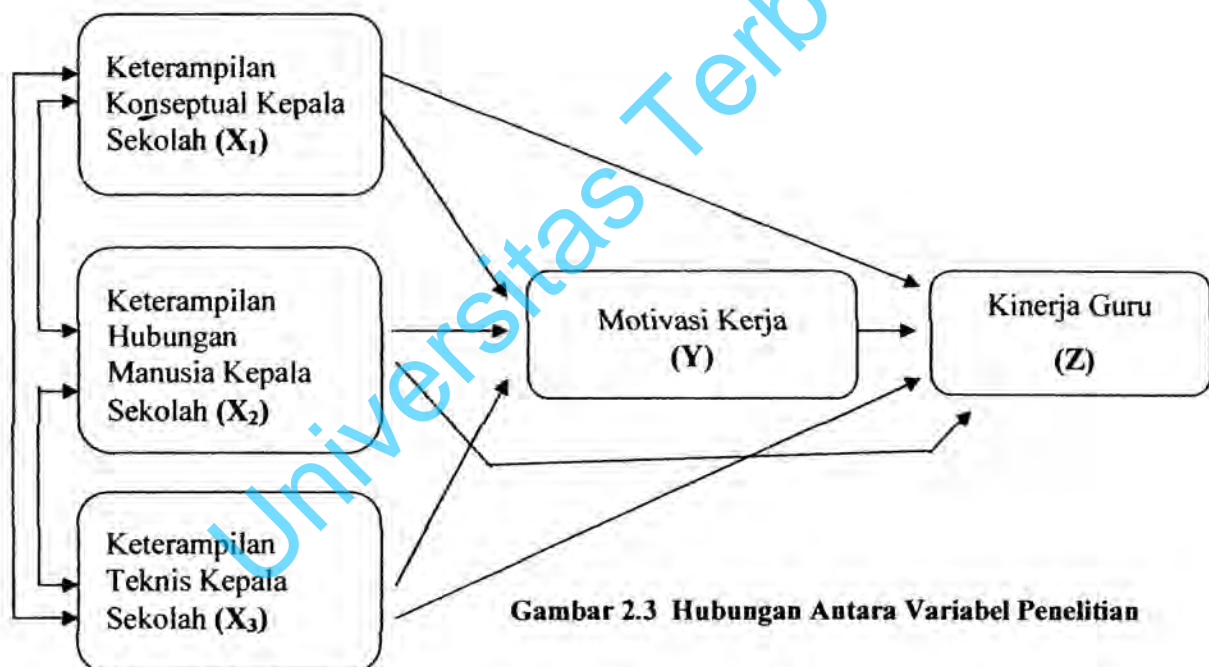 Keterampilan
Konseptual Kepala
Sekolah (X₁)
Keterampilan
Hubungan
Manusia Kepala
Sekolah (X₂)
Keterampilan
Teknis Kepala
Sekolah (X₃)
Motivasi Kerja
(Y)
Kinerja Guru
(Z)
Gambar 2.3 Hubungan Antara Variabel Penelitian
Universitas Terb